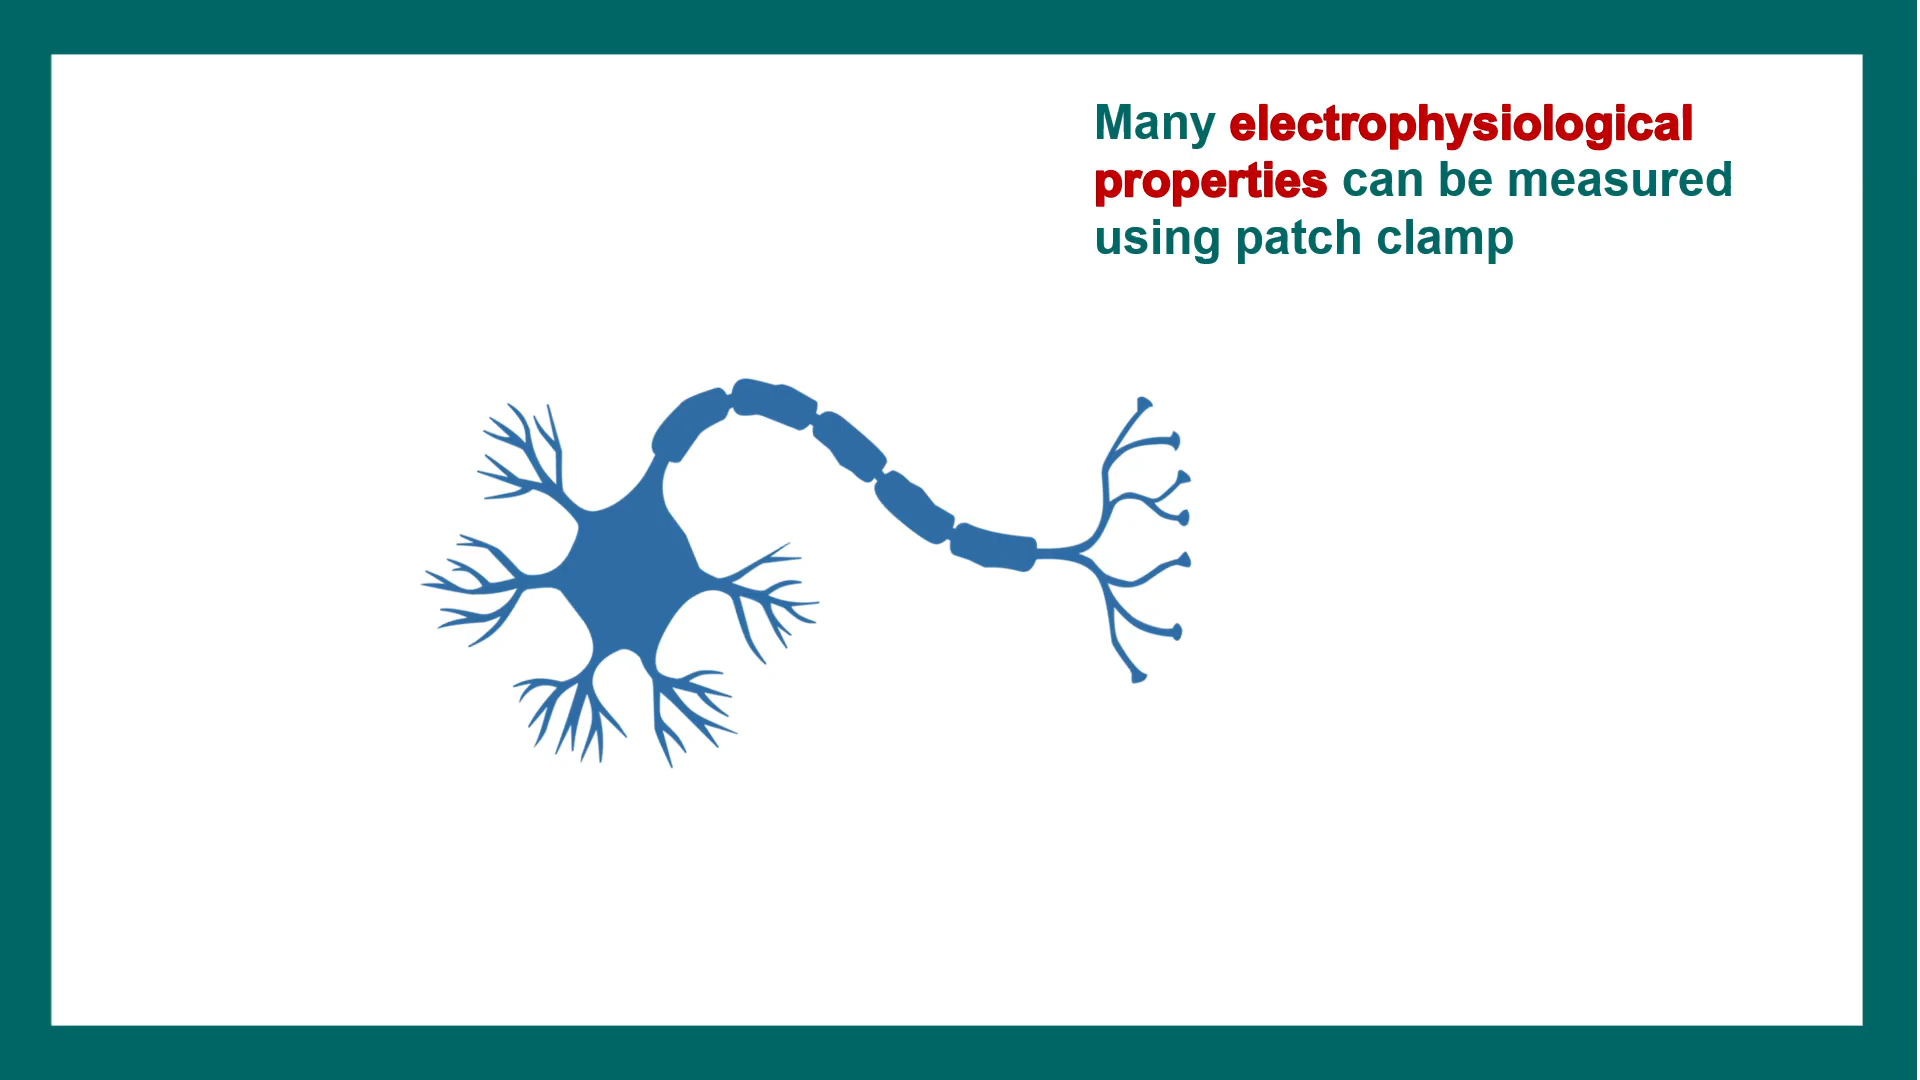 Many electrophysiological
properties can be measured
using patch clamp